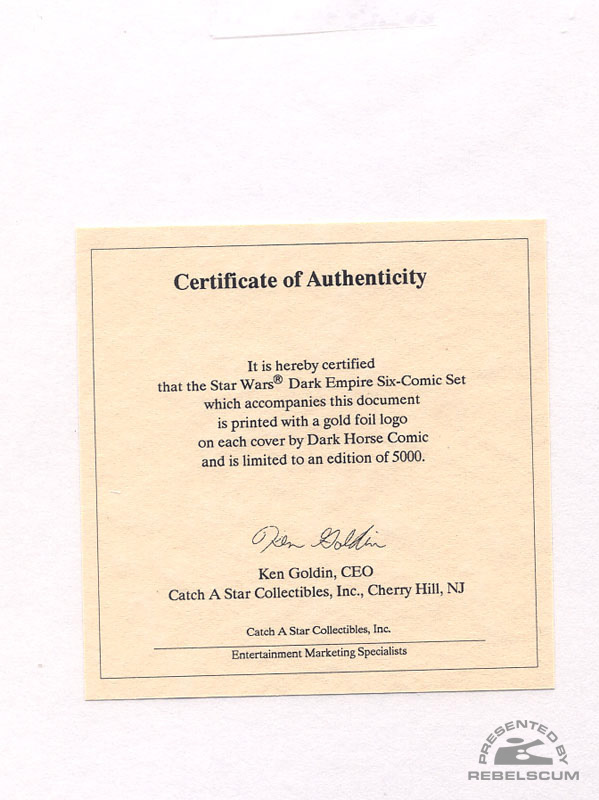 Certificate of Authenticity
It is hereby certified
that the Star Wars® Dark Empire Six-Comic Set
which accompanies this document
is printed with a gold foil logo
on each cover by Dark Horse Comic
and is limited to an edition of 5000.
Ken Goldin
Ken Goldin, CEO
Catch A Star Collectibles, Inc., Cherry Hill, NJ
Catch A Star Collectibles, Inc.
Entertainment Marketing Specialists
PRESENTED BY
REBELSCUM